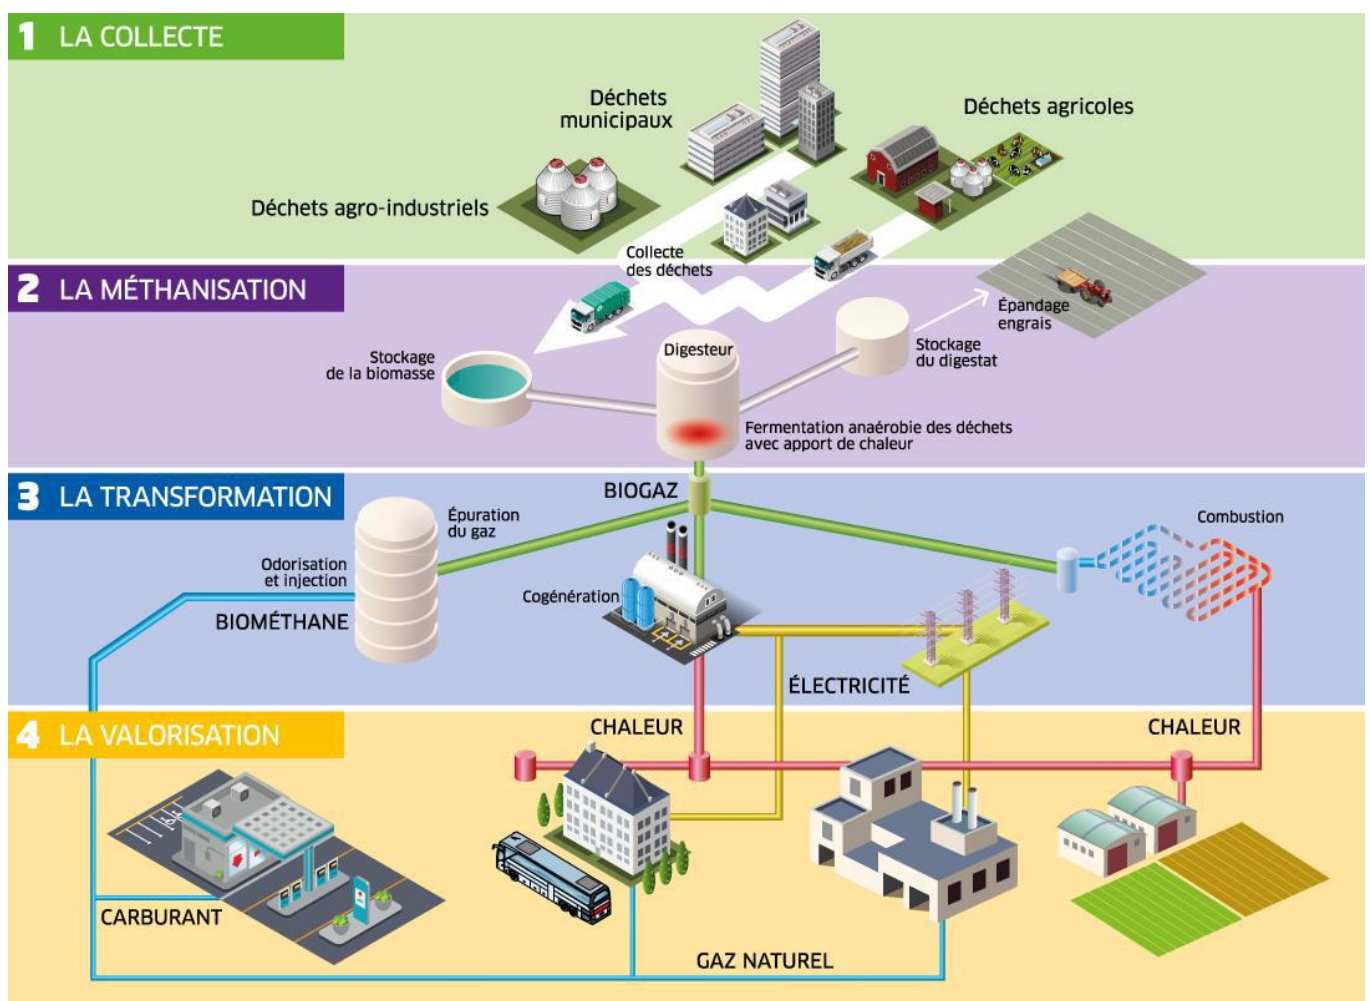 1 LA COLLECTE
Déchets
municipaux
Déchets agricoles
Déchets agro-industriels
Collecte
des déchets
2 LA MÉTHANISATION
Épandage
engrais
Digesteur
Stockage
du digestat
Stockage
de la biomasse
Fermentation anaérobie des déchets
avec apport de chaleur
3 LA TRANSFORMATION
BIOGAZ
Épuration
du gaz
Combustion
Odorisation
et injection
Cogénération
BIOMÉTHANE
ÉLECTRICITÉ
4 LA VALORISATION
CHALEUR
CHALEUR
CARBURANT
GAZ NATUREL